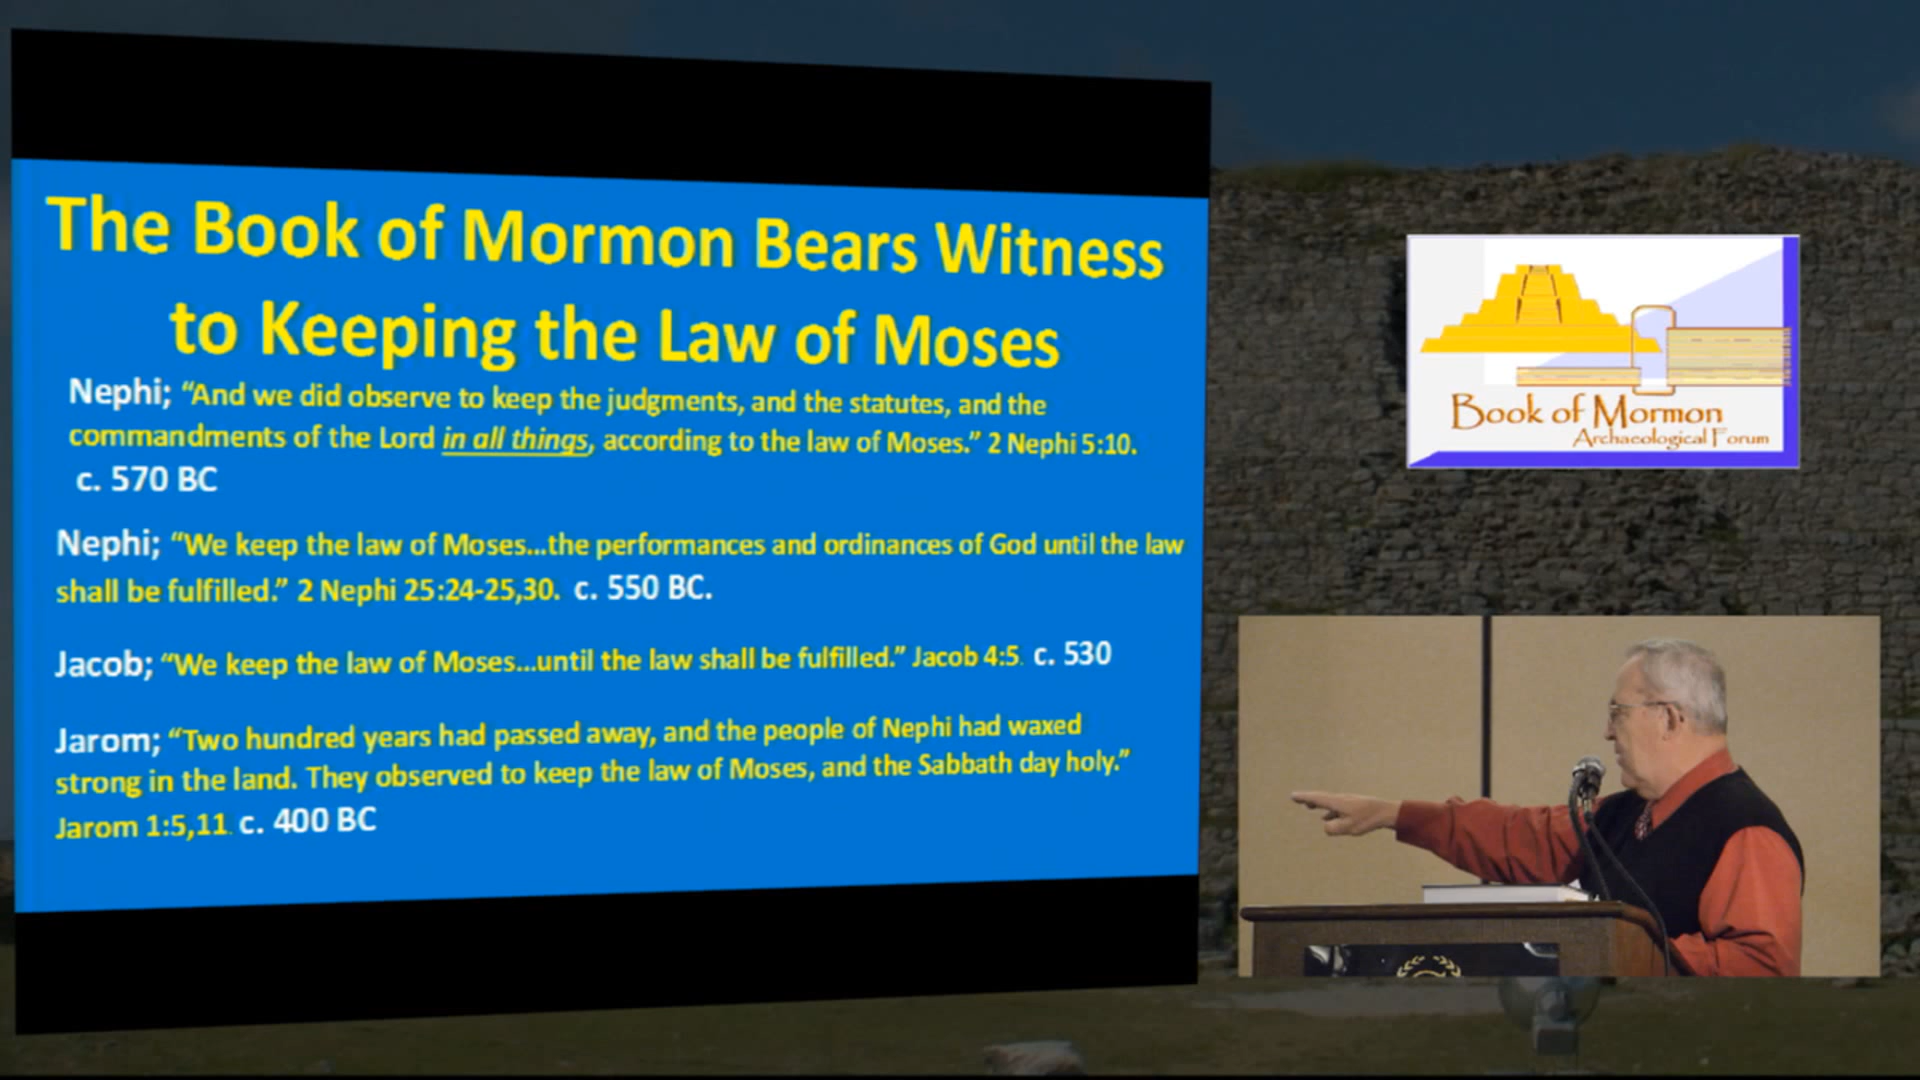 The Book of Mormon Bears Witness
to Keeping the Law of Moses
Nephi; “And we did observe to keep the judgments, and the statutes, and the
commandments of the Lord in all things, according to the law of Moses.” 2 Nephi 5:10.
c. 570 BC
Nephi; “We keep the law of Moses...the performances and ordinances of God until the law
shall be fulfilled.” 2 Nephi 25:24-25,30. c. 550 BC.
Jacob; “We keep the law of Moses...until the law shall be fulfilled.” Jacob 4:5. c. 530
Jarom; “Two hundred years had passed away, and the people of Nephi had waxed
strong in the land. They observed to keep the law of Moses, and the Sabbath day holy.”
Jarom 1:5,11. c. 400 BC
Book of Mormon
Archaeological Forum